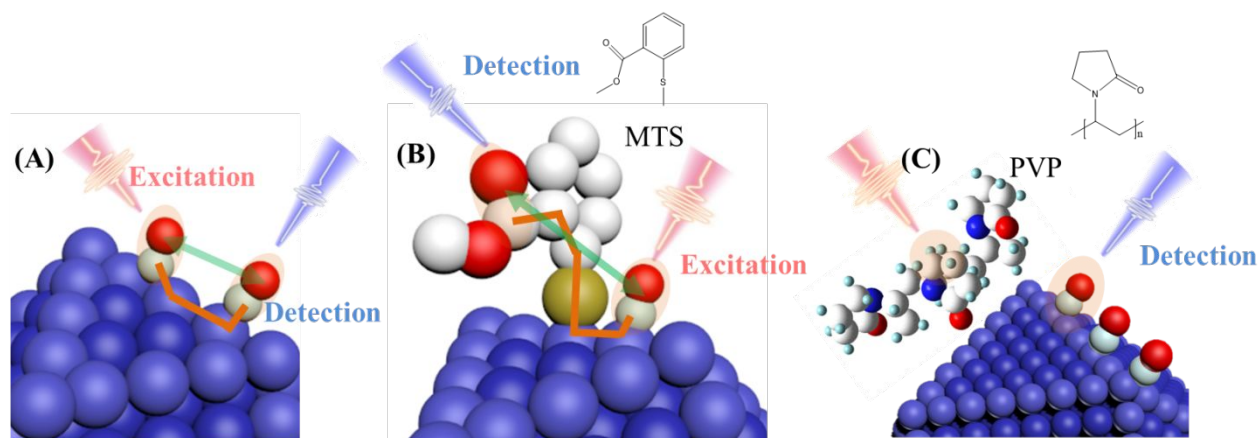 (A)
Excitation
Detection
Detection
(B)
MTS
Excitation
O
O
S
(C)
PVP
Detection
N
O
n